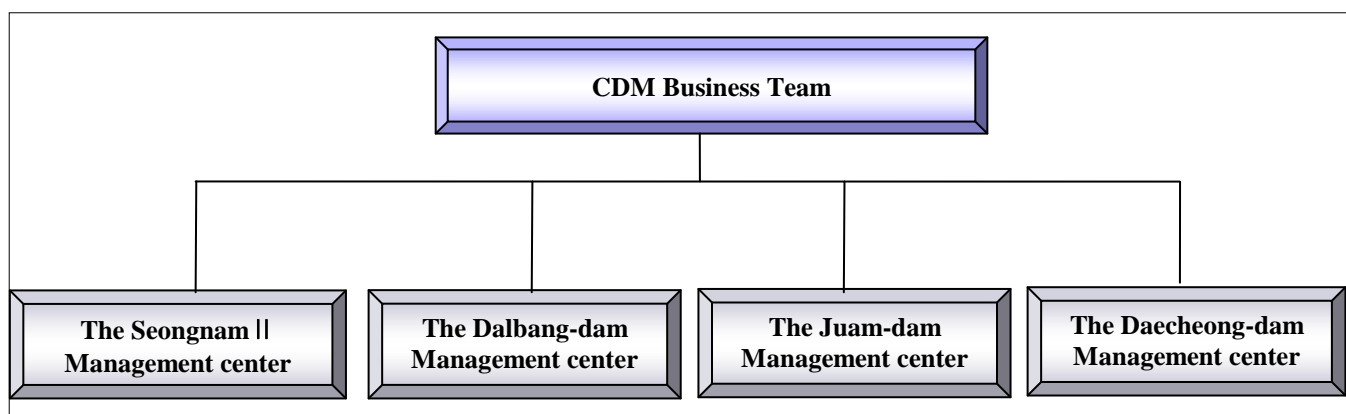 CDM Business Team
The Seongnam Ⅱ
Management center
The Dalbang-dam
Management center
The Juam-dam
Management center
The Daecheong-dam
Management center